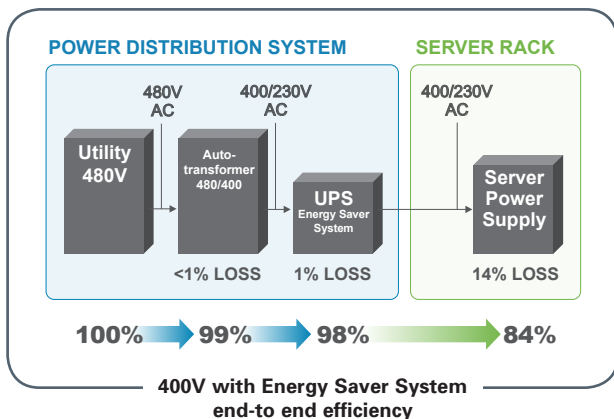 POWER DISTRIBUTION SYSTEM
SERVER RACK
480V
AC
400/230V
AC
400/230V
AC
Utility
480V
Auto-
transformer
480/400
UPS
Energy Saver
System
Server
Power
Supply
<1% LOSS
1% LOSS
14% LOSS
100%
99%
98%
84%
400V with Energy Saver System
end-to end efficiency